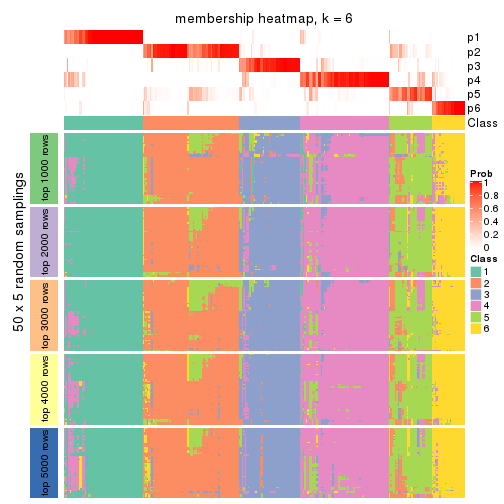 membership heatmap, k = 6
p1
p2
p3
p4
p5
p6
Class
50 x 5 random samplings
top 1000 rows
top 2000 rows
top 3000 rows
top 4000 rows
top 5000 rows
Prob
1
0.8
0.6
0.4
0.2
0
Class
1
2
3
4
5
6